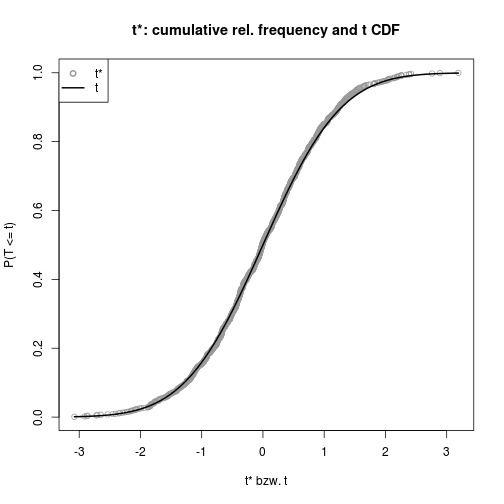 t*: cumulative rel. frequency and t CDF
t*
t
P(T <= t)
1.0
0.8
0.6
0.4
0.2
0.0
-3 -2 -1 0 1 2 3
t* bzw. t